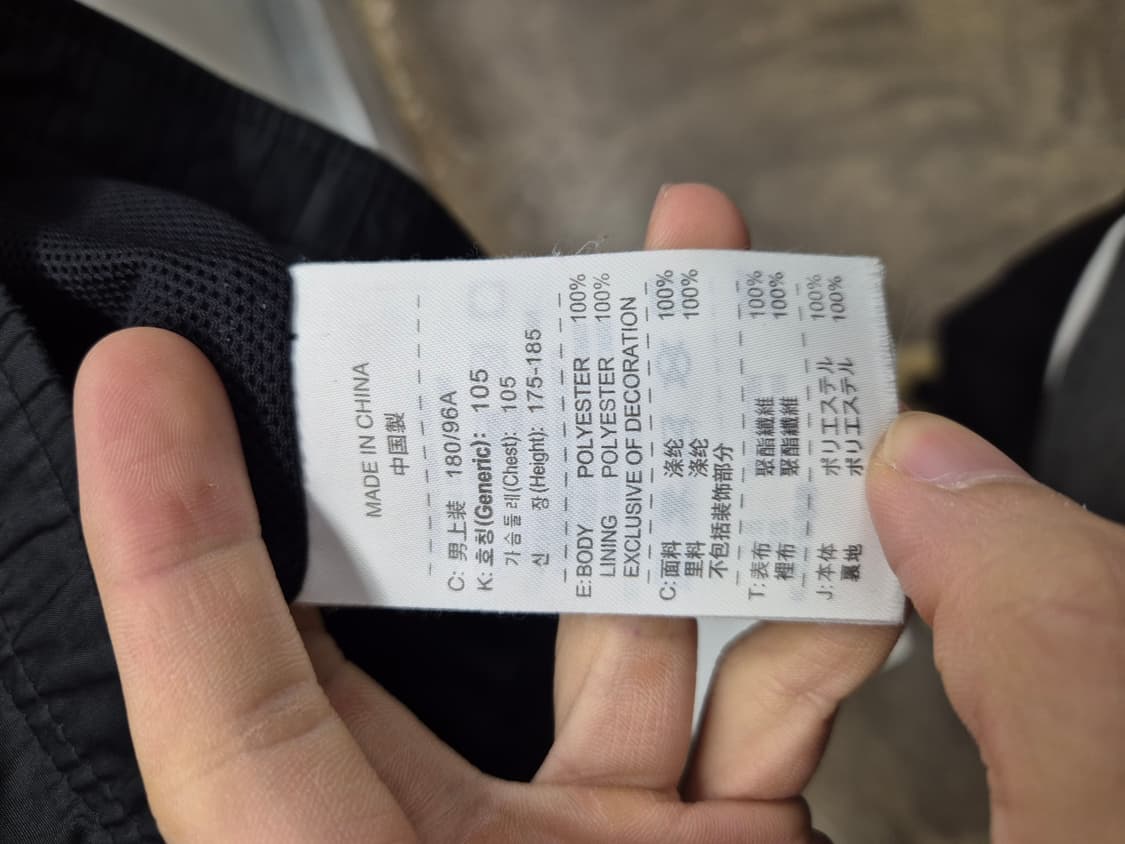 MADE IN CHINA
中国製
C: 男上装 180/96A
K: 호칭(Generic): 105
가슴둘레(Chest): 105
신 장(Height): 175-185
E: BODY POLYESTER 100%
LINING POLYESTER 100%
EXCLUSIVE OF DECORATION
C: 面料 涤纶 100%
里料 涤纶 100%
不包括装饰部分
T: 表布 聚酯纖維 100%
裡布 聚酯纖維 100%
J: 本体 ポリエステル 100%
裏地 ポリエステル 100%